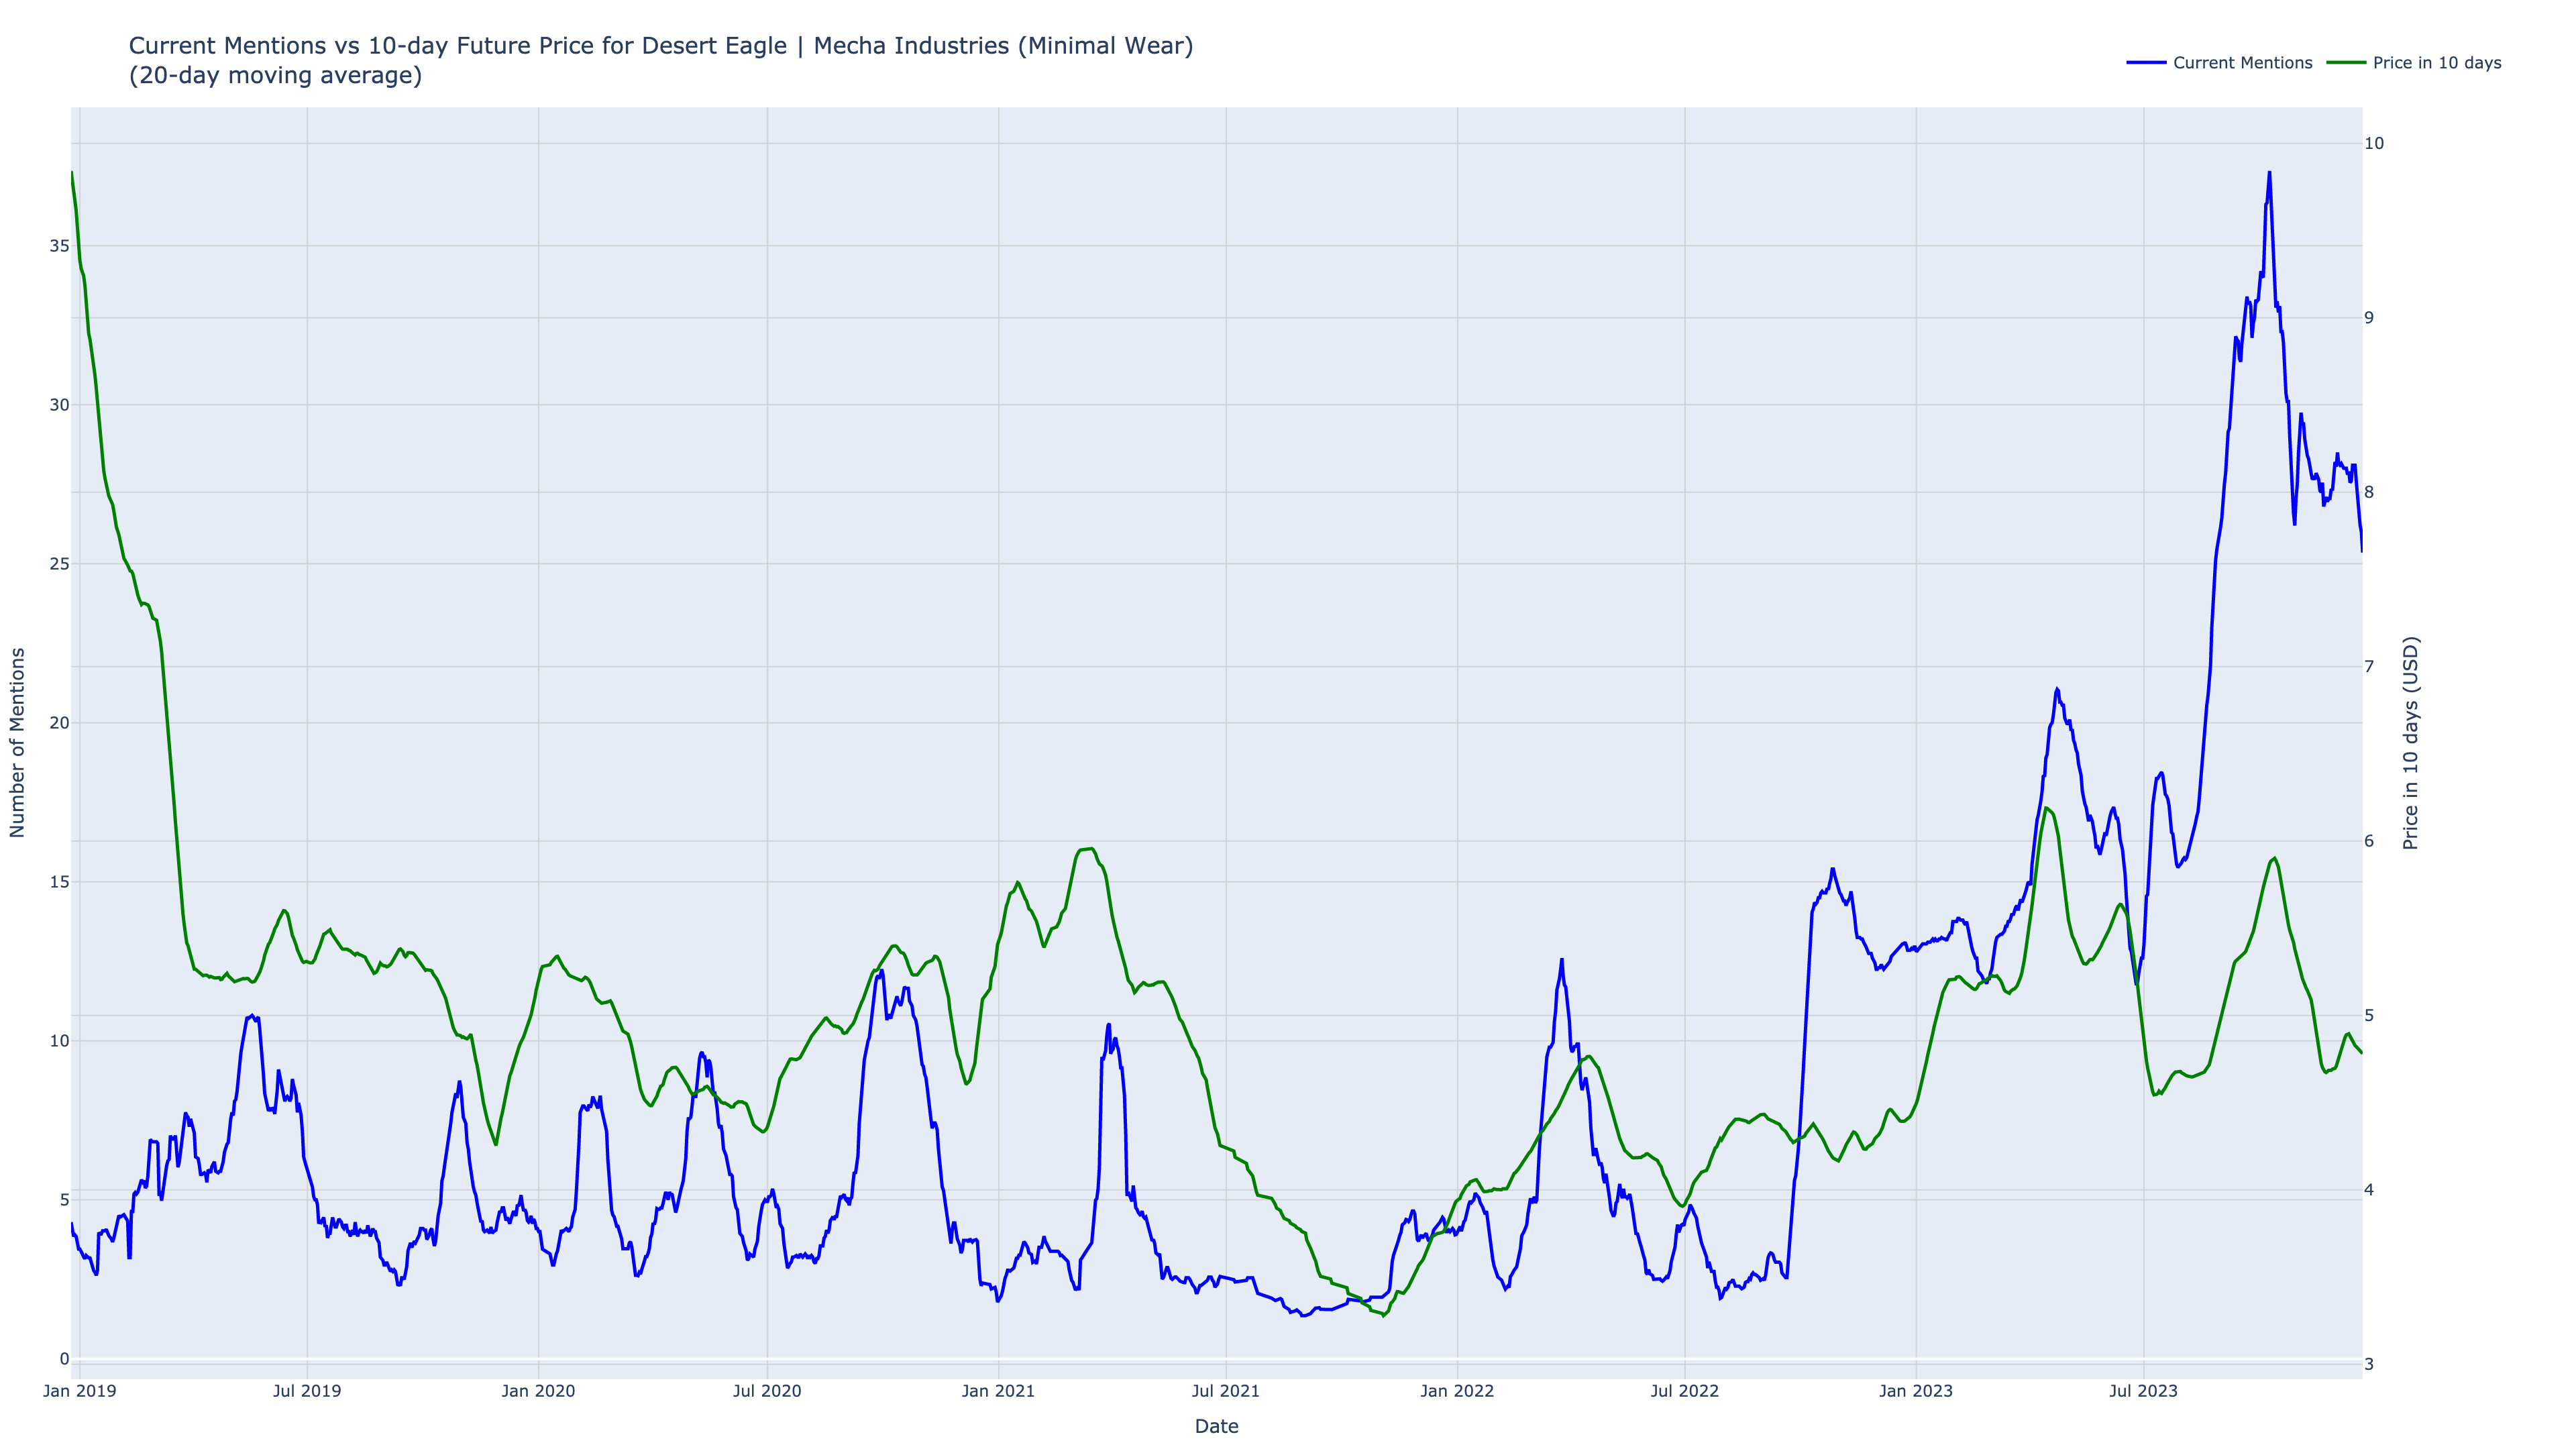 Current Mentions vs 10-day Future Price for Desert Eagle | Mecha Industries (Minimal Wear)
(20-day moving average)
Current Mentions
Price in 10 days
Number of Mentions
35
30
25
20
15
10
5
0
10
9
8
7
6
5
4
3
Price in 10 days (USD)
Jan 2019
Jul 2019
Jan 2020
Jul 2020
Jan 2021
Jul 2021
Jan 2022
Jul 2022
Jan 2023
Jul 2023
Date